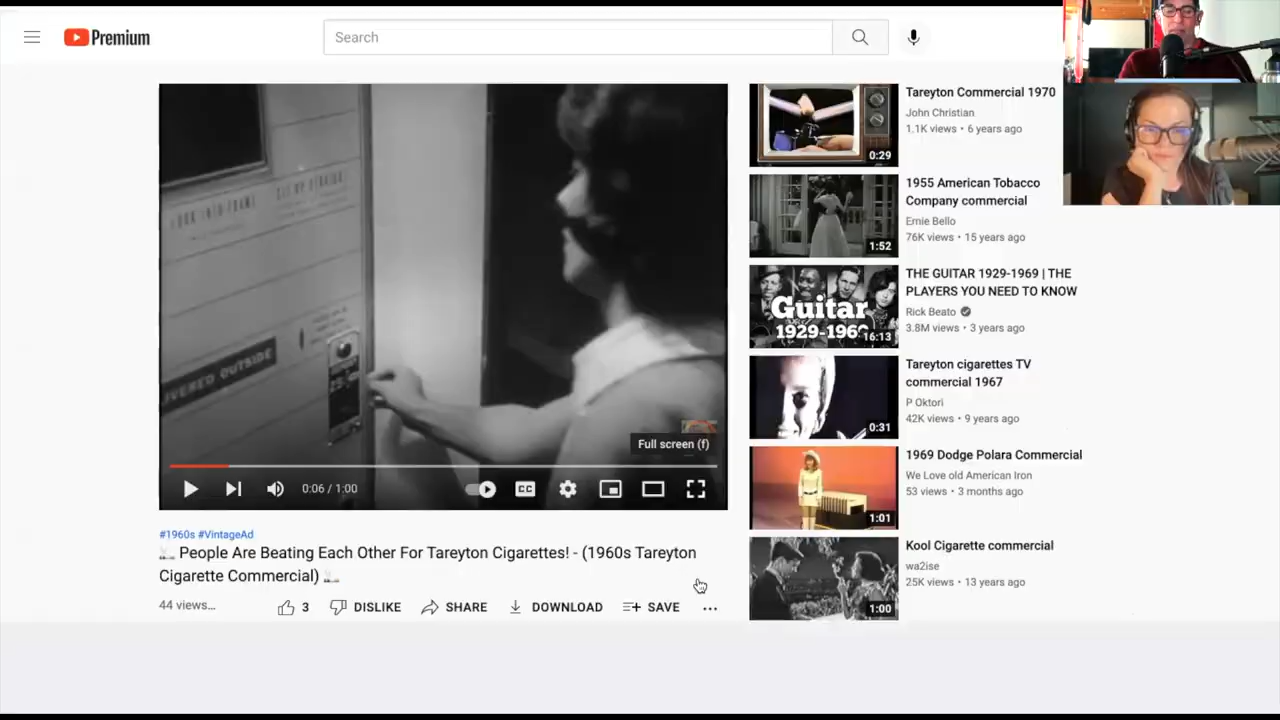 Premium
Search
LOOK INTO FRAME
VERED OUTSIDE
Full screen (f)
0:06 / 1:00
CC
#1960s #VintageAd
People Are Beating Each Other For Tareyton Cigarettes! - (1960s Tareyton
Cigarette Commercial)
44 views...
3
DISLIKE
SHARE
DOWNLOAD
SAVE
0:29
Tareyton Commercial 1970
John Christian
1.1K views • 6 years ago
1:52
1955 American Tobacco
Company commercial
Ernie Bello
76K views • 15 years ago
Guitar
1929-1969
16:13
THE GUITAR 1929-1969 | THE
PLAYERS YOU NEED TO KNOW
Rick Beato
3.8M views • 3 years ago
0:31
Tareyton cigarettes TV
commercial 1967
P Oktori
42K views • 9 years ago
1:01
1969 Dodge Polara Commercial
We Love old American Iron
53 views • 3 months ago
1:00
Kool Cigarette commercial
wa2ise
25K views • 13 years ago